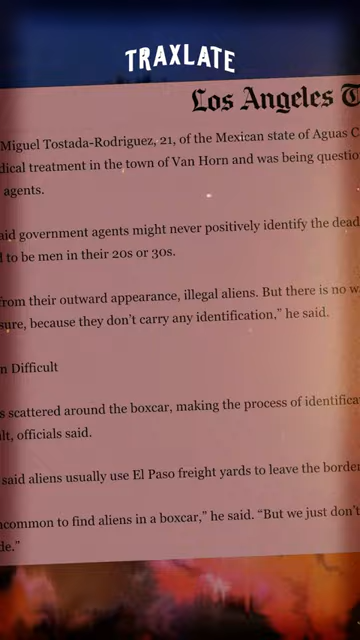 TRAXLATE
Los Angeles T
Miguel Tostada-Rodriguez, 21, of the Mexican state of Aguas C
dical treatment in the town of Van Horn and was being questio
agents.
aid government agents might never positively identify the dead
d to be men in their 20s or 30s.
from their outward appearance, illegal aliens. But there is no w
sure, because they don't carry any identification,” he said.
n Difficult
s scattered around the boxcar, making the process of identifica
lt, officials said.
said aliens usually use El Paso freight yards to leave the border
ncommon to find aliens in a boxcar,” he said. “But we just don't
de.”